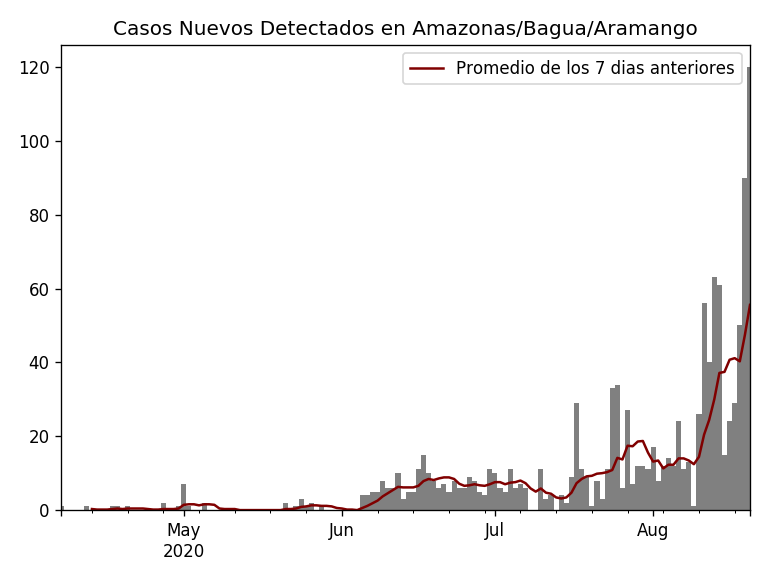 Casos Nuevos Detectados en Amazonas/Bagua/Aramango
Promedio de los 7 dias anteriores
120
100
80
60
40
20
0
May
2020
Jun
Jul
Aug